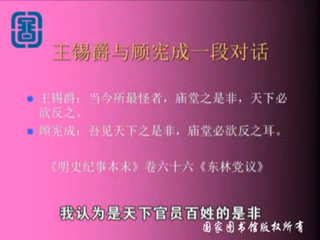 王锡爵与顾宪成一段对话
王锡爵：当今所最怪者，庙堂之是非，天下必
欲反之。
顾宪成：吾见天下之是非，庙堂必欲反之耳。
《明史纪事本末》卷六十六《东林党议》
我认为是天下官员百姓的是非
国家图书馆版权所有